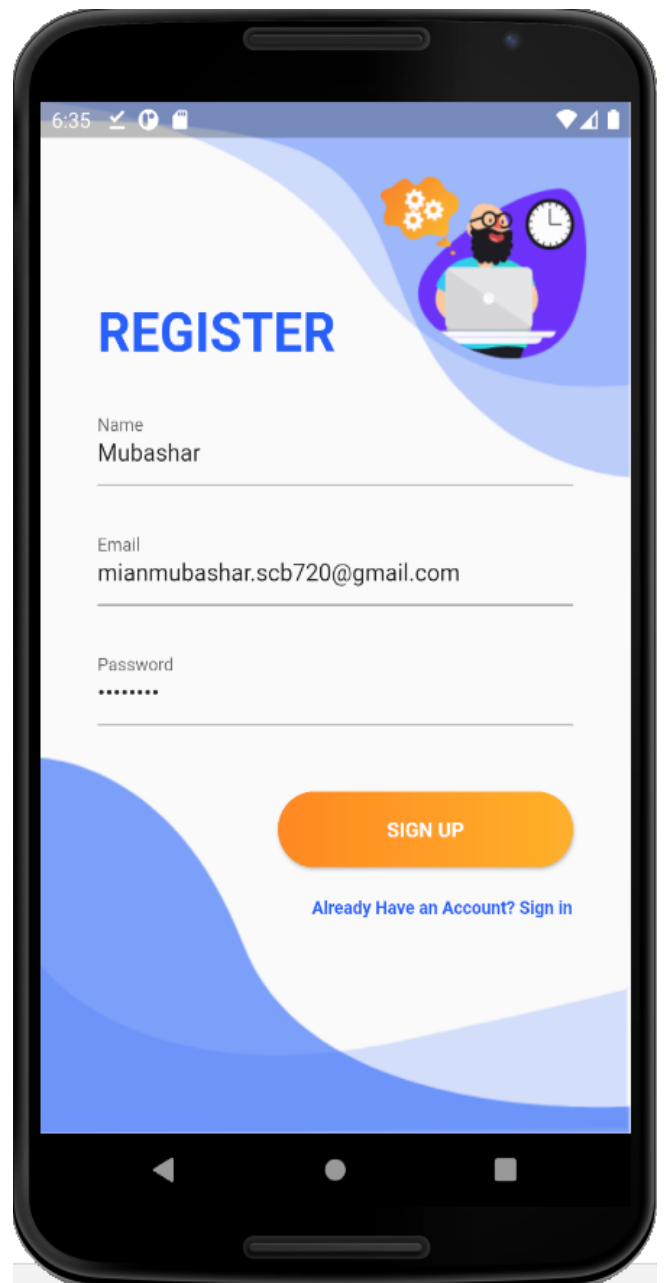 6:35
REGISTER
Name
Mubashar
Email
mianmubashar.scb720@gmail.com
Password
••••••••
SIGN UP
Already Have an Account? Sign in